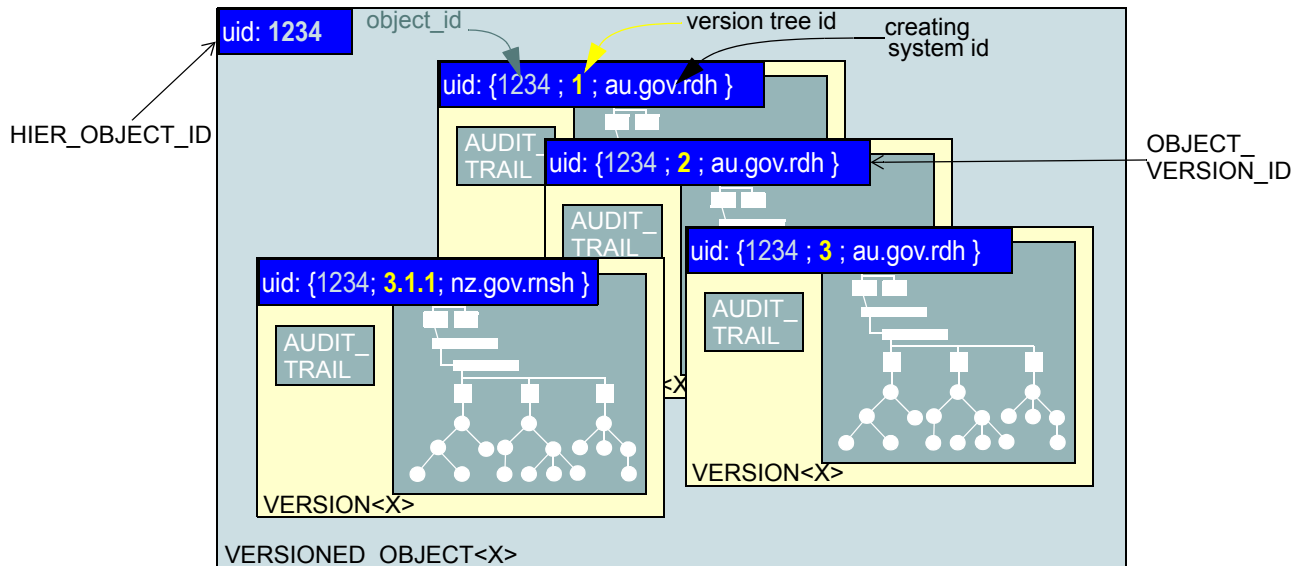 uid: 1234
object_id
version tree id
creating
system id
uid: {1234 ; 1 ; au.gov.rdh }
HIER_OBJECT_ID
AUDIT_
TRAIL
uid: {1234 ; 2 ; au.gov.rdh }
OBJECT_
VERSION_ID
AUDIT_
TRAIL
uid: {1234 ; 3 ; au.gov.rdh }
uid: {1234; 3.1.1; nz.gov.rnsh }
AUDIT_
TRAIL
AUDIT_
TRAIL
<X>
VERSION<X>
VERSION<X>
VERSIONED_OBJECT<X>